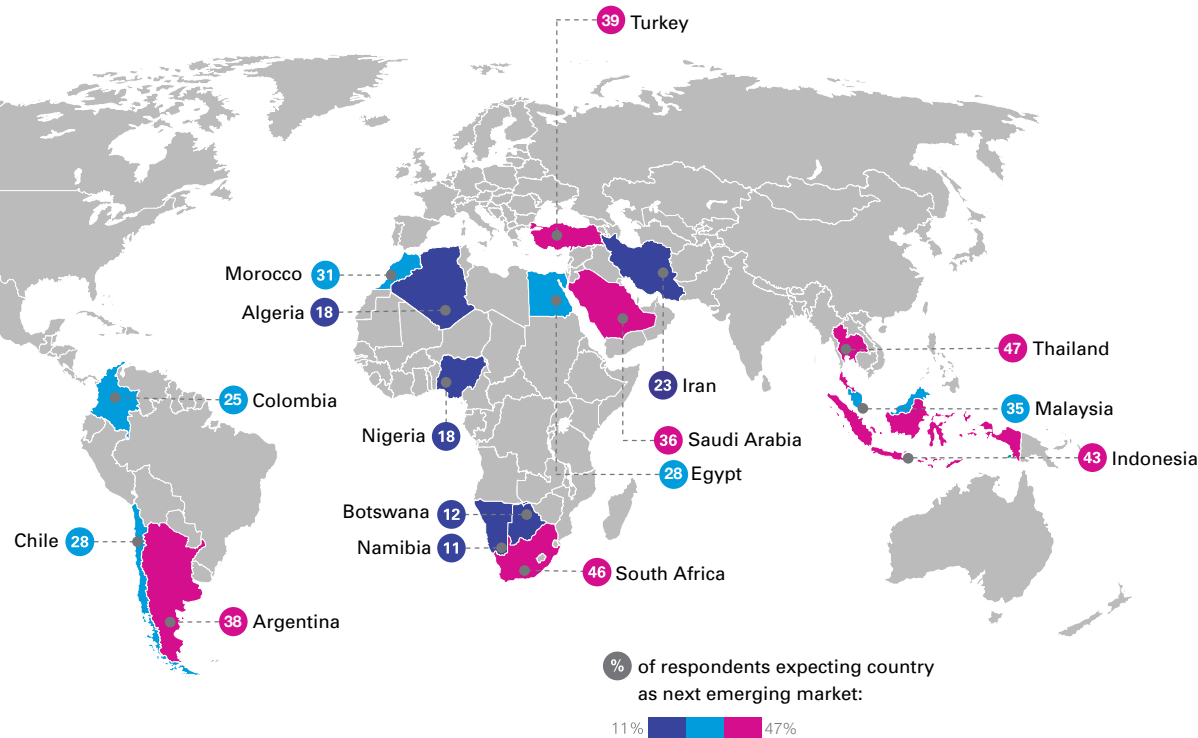 39 Turkey
Morocco 31
Algeria 18
47 Thailand
23 Iran
25 Colombia
35 Malaysia
Nigeria 18
36 Saudi Arabia
43 Indonesia
28 Egypt
Botswana 12
Chile 28
Namibia 11
46 South Africa
38 Argentina
% of respondents expecting country
as next emerging market:
11% 47%